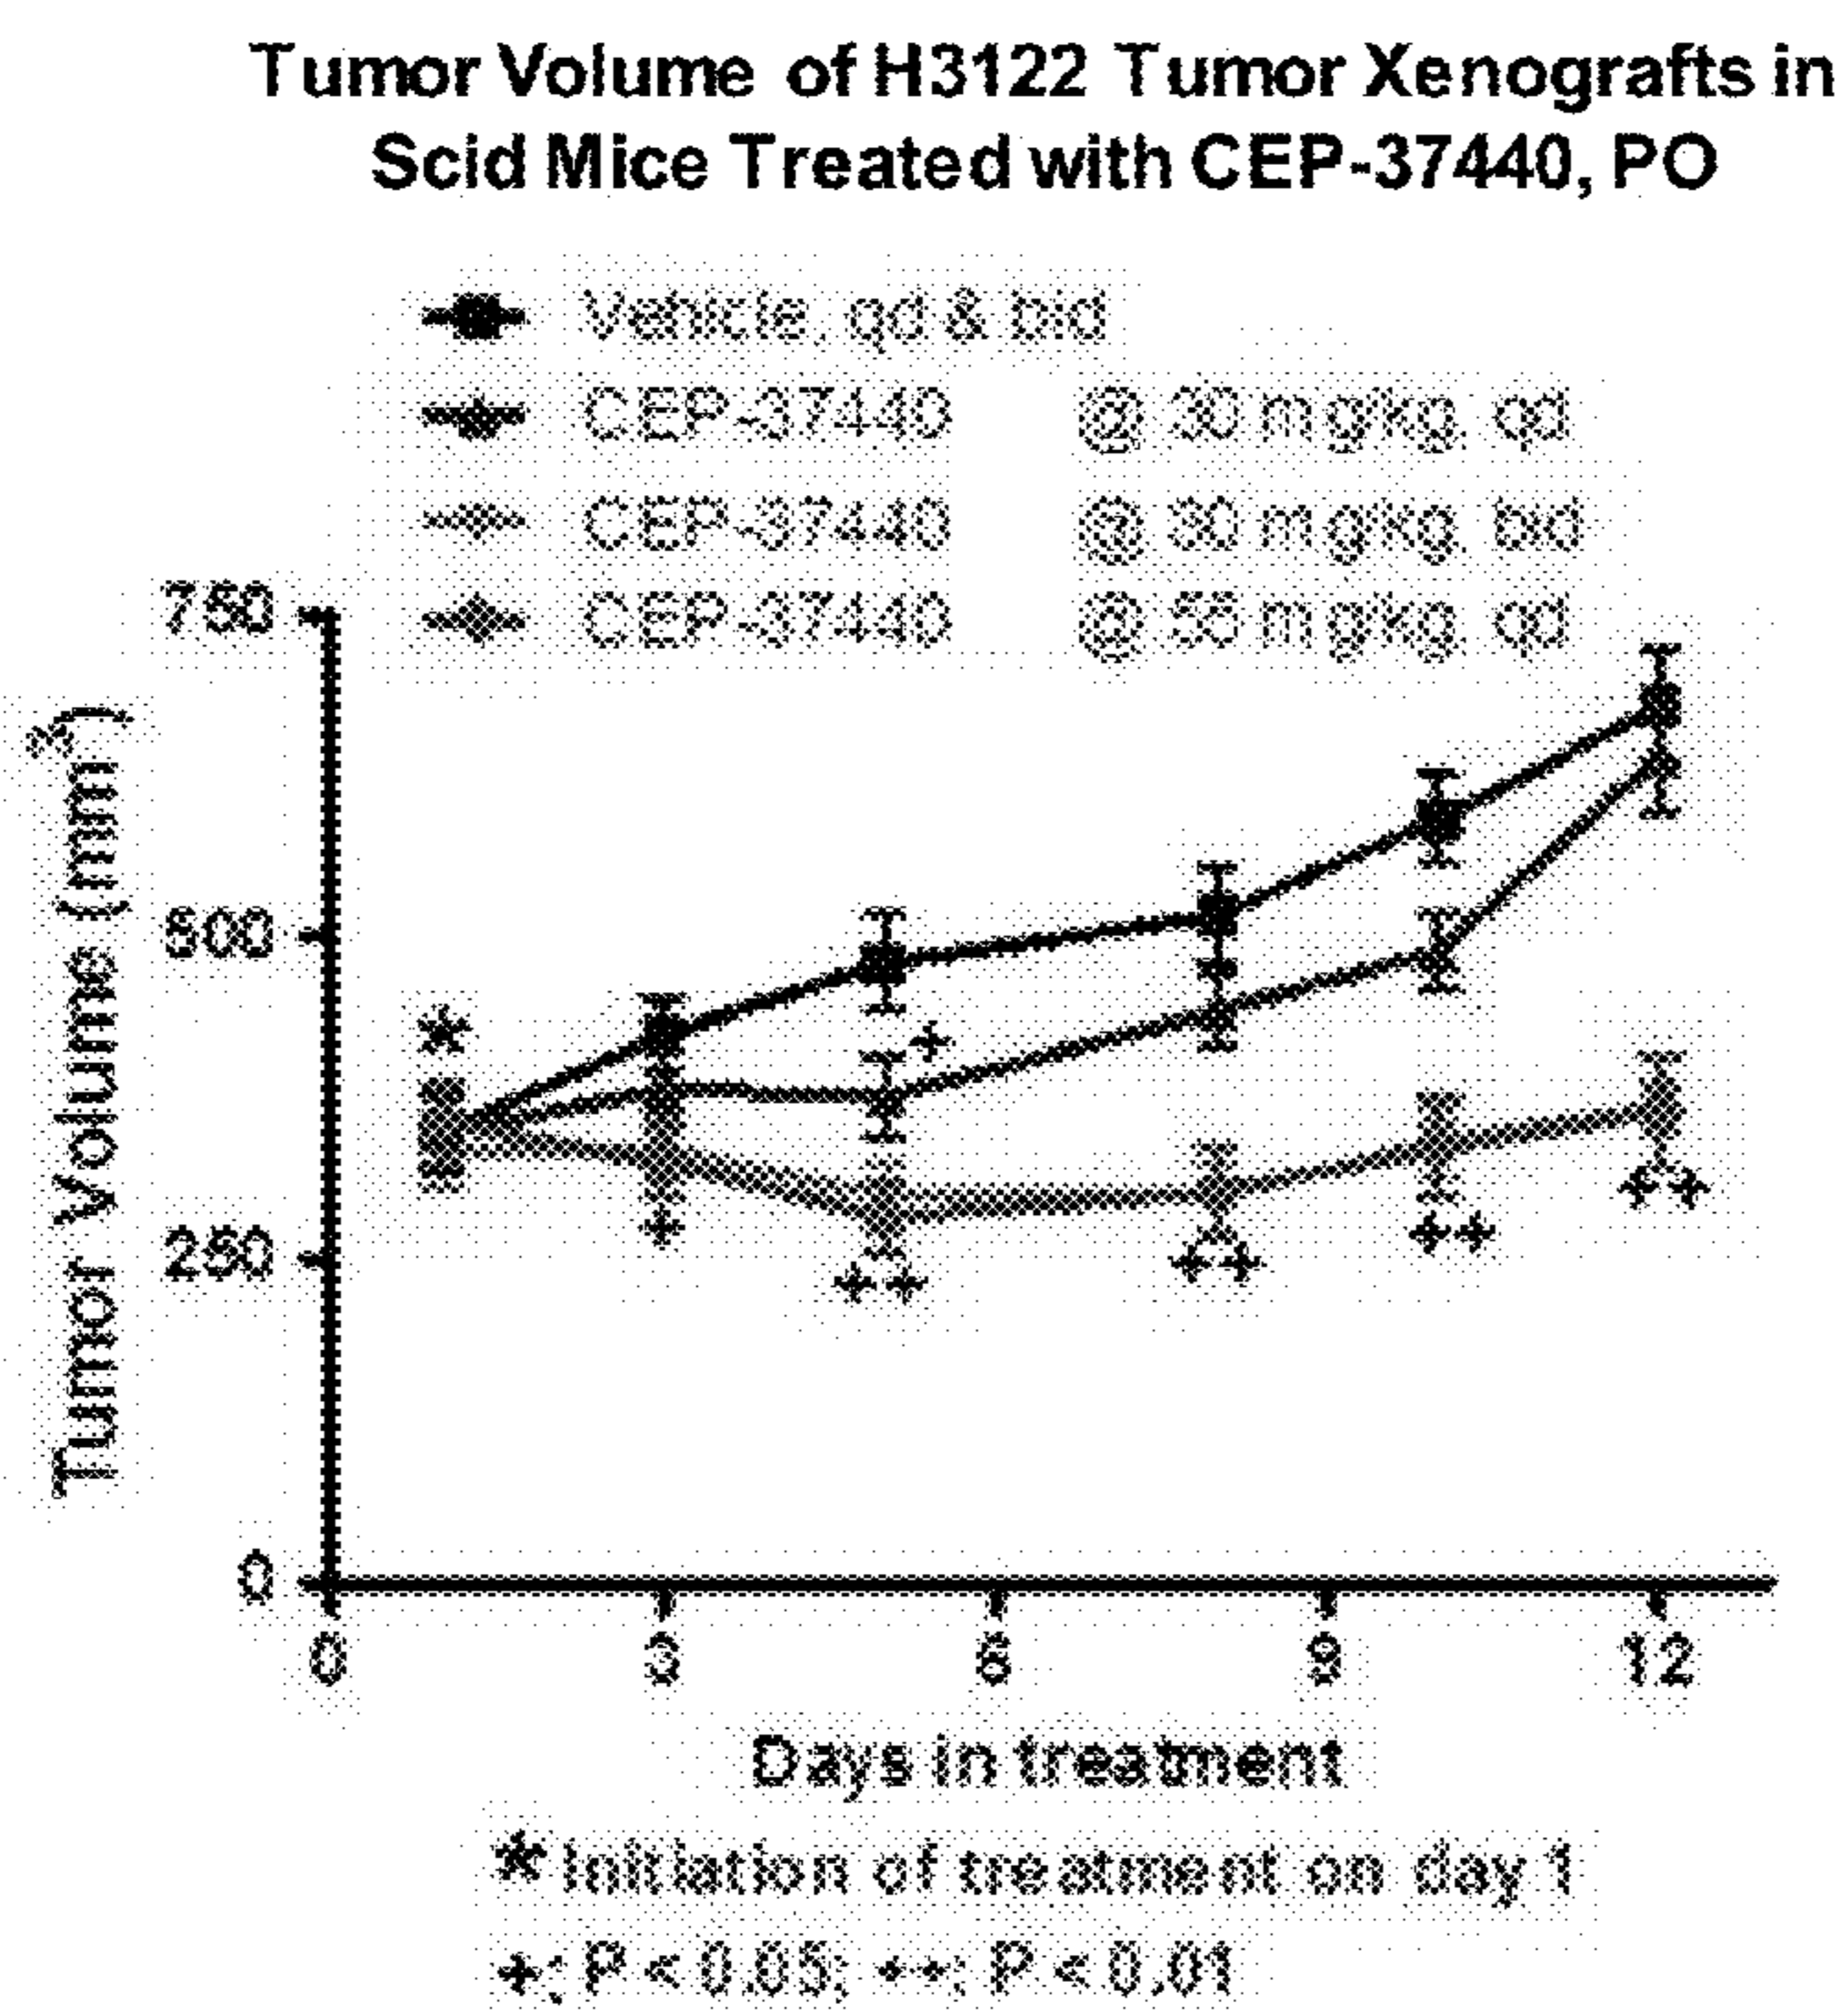 Tumor Volume of H3122 Tumor Xenografts in
Scid Mice Treated with CEP-37440, PO
Vehicle, qd & bid
CEP-37440 @ 30 mg/kg, qd
CEP-37440 @ 30 mg/kg, bid
CEP-37440 @ 55 mg/kg, qd
Tumor Volume (mm³)
750
500
250
0
*
+
+
++
++
++
++
0
3
6
9
12
Days in treatment
* Initiation of treatment on day 1
+: P < 0.05; ++: P < 0.01